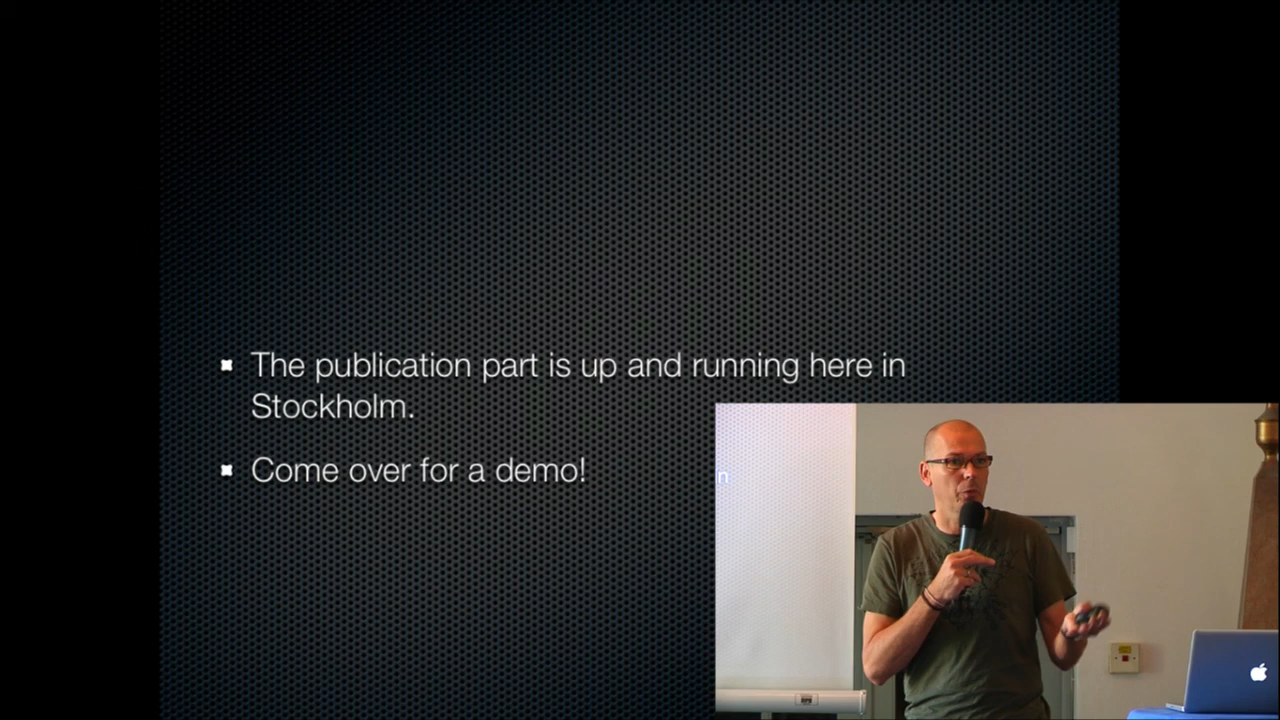 The publication part is up and running here in
Stockholm.
Come over for a demo!
n